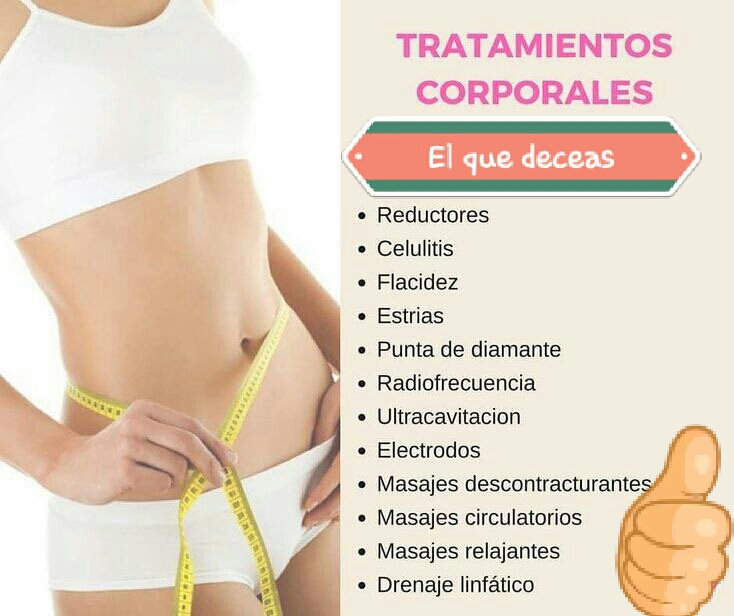 TRATAMIENTOS
CORPORALES
El que deceas
• Reductores
• Celulitis
• Flacidez
• Estrias
• Punta de diamante
• Radiofrecuencia
• Ultracavitacion
• Electrodos
• Masajes descontracturantes
• Masajes circulatorios
• Masajes relajantes
• Drenaje linfático